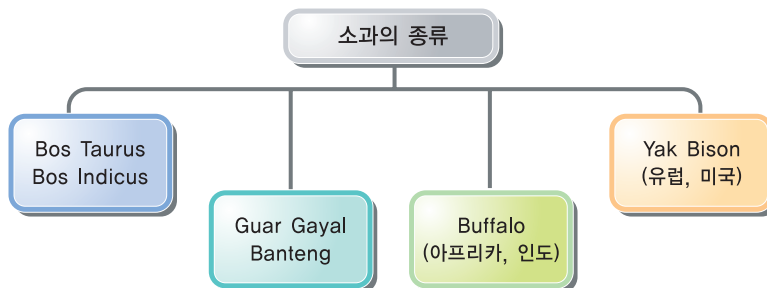 소과의 종류
Bos Taurus
Bos Indicus
Guar Gayal
Banteng
Buffalo
(아프리카, 인도)
Yak Bison
(유럽, 미국)